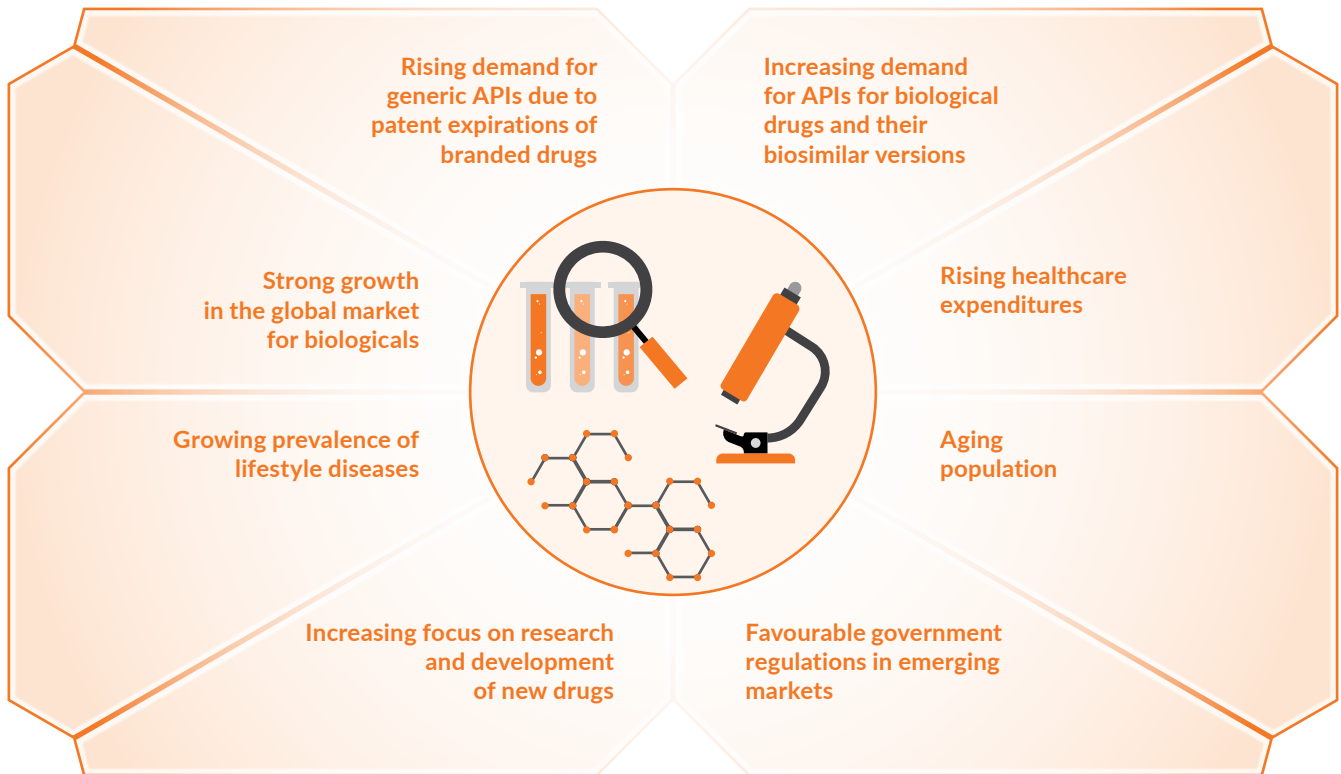 Rising demand for
generic APIs due to
patent expirations of
branded drugs
Increasing demand
for APIs for biological
drugs and their
biosimilar versions
Strong growth
in the global market
for biologicals
Rising healthcare
expenditures
Growing prevalence of
lifestyle diseases
Aging
population
Increasing focus on research
and development
of new drugs
Favourable government
regulations in emerging
markets